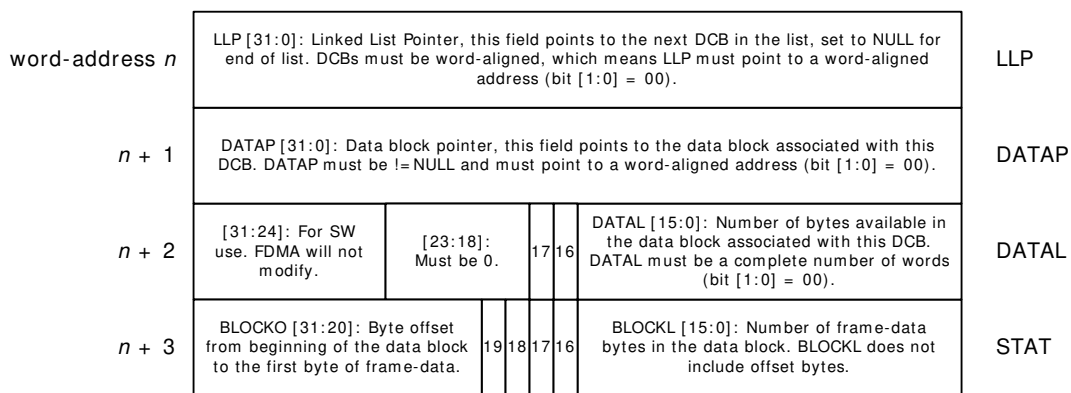 LLP [31:0]: Linked List Pointer, this field points to the next DCB in the list, set to NULL for
word-address n
end of list. DCBs must be word-aligned, which means LLP must point to a word-aligned
LLP
address (bit [1:0] = 00).
n + 1
DATAP [31:0]: Data block pointer, this field points to the data block associated with this
DCB. DATAP must be != NULL and must point to a word-aligned address (bit [1:0] = 00).
DATAP
n + 2
[31:24]: For SW
use. FDMA will not
modify.
[23:18]:
Must be 0.
17
16
DATAL [15:0]: Number of bytes available in
the data block associated with this DCB.
DATAL must be a complete number of words
(bit [1:0] = 00).
DATAL
n + 3
BLOCKO [31:20]: Byte offset
from beginning of the data block
to the first byte of frame-data.
19
18
17
16
BLOCKL [15:0]: Number of frame-data
bytes in the data block. BLOCKL does not
include offset bytes.
STAT